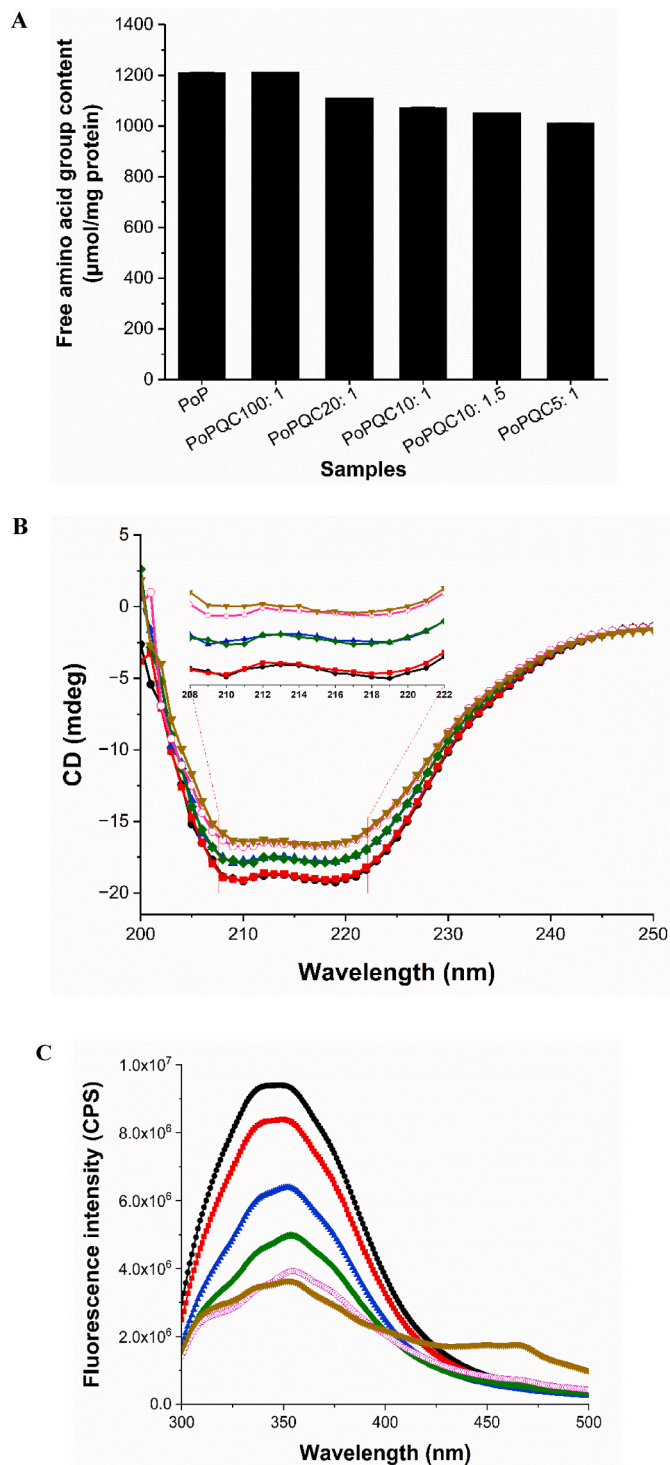 A
Free amino acid group content
(µmol/mg protein)
1400
1200
1000
800
600
400
200
0
PoP
PoPQC100: 1
PoPQC20: 1
PoPQC10: 1
PoPQC10: 1.5
PoPQC5: 1
Samples
B
CD (mdeg)
5
0
−5
−10
−15
−20
208 210 212 214 216 217 219 220 222
200 210 220 230 240 250
Wavelength (nm)
C
Fluorescence intensity (CPS)
1.0x10⁷
8.0x10⁶
6.0x10⁶
4.0x10⁶
2.0x10⁶
0.0
300 350 400 450 500
Wavelength (nm)